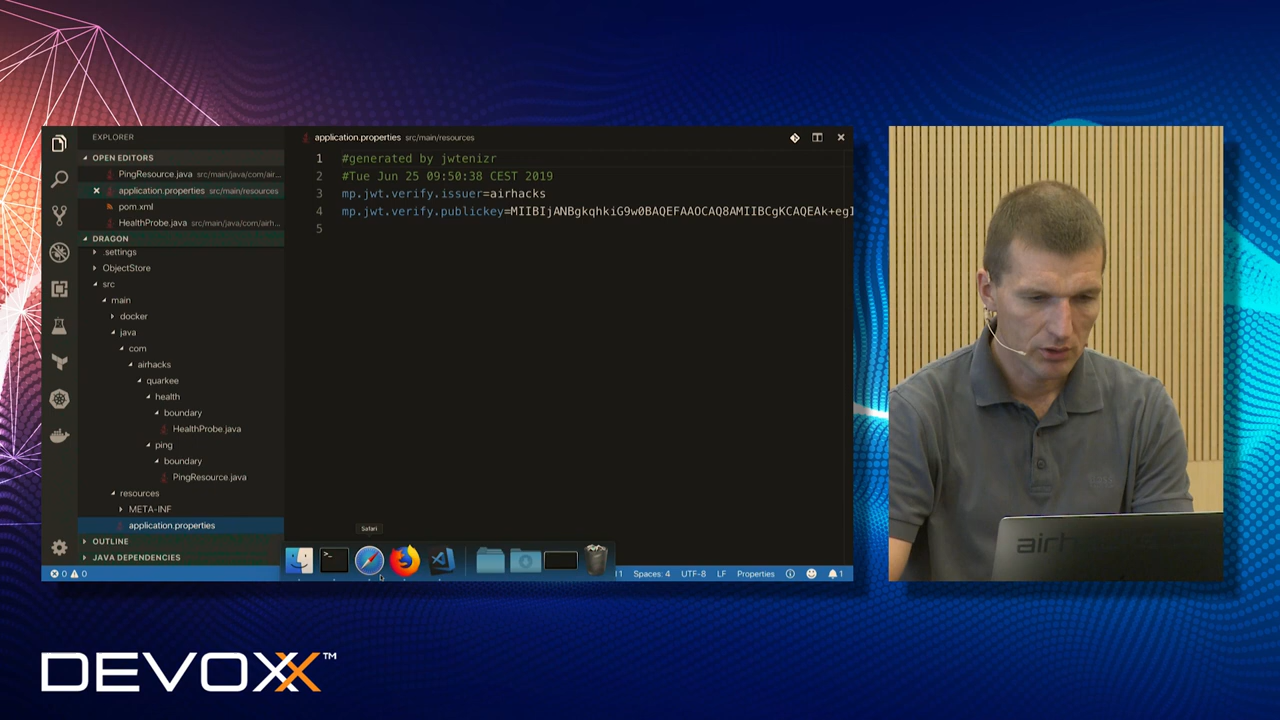 EXPLORER
OPEN EDITORS
PingResource.java src/main/java/com/air...
application.properties src/main/resources
pom.xml
HealthProbe.java src/main/java/com/airh...
DRAGON
.settings
ObjectStore
src
main
docker
java
com
airhacks
quarkee
health
boundary
HealthProbe.java
ping
boundary
PingResource.java
resources
META-INF
application.properties
OUTLINE
JAVA DEPENDENCIES
application.properties src/main/resources
1 #generated by jwtenizr
2 #Tue Jun 25 09:50:38 CEST 2019
3 mp.jwt.verify.issuer=airhacks
4 mp.jwt.verify.publickey=MIIBIjANBgkqhkiG9w0BAQEFAAOCAQ8AMIIBCgKCAQEAk+eg1
5
Safari
0 0
Spaces: 4 UTF-8 LF Properties 1
DEVOXX™